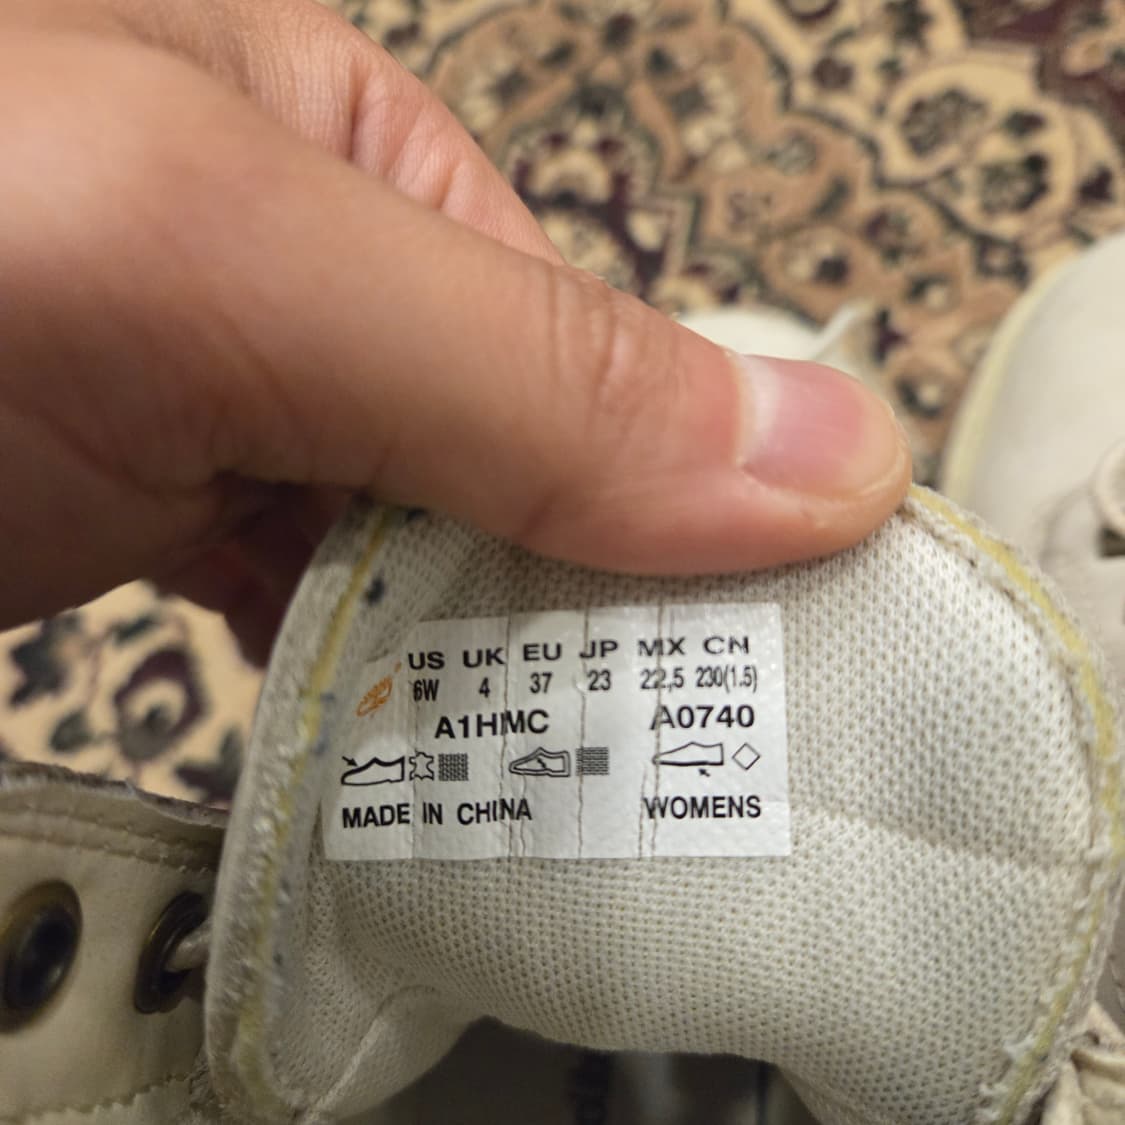 US UK EU JP MX CN
6W 4 37 23 22,5 230(1.5)
A1HMC A0740
MADE IN CHINA WOMENS